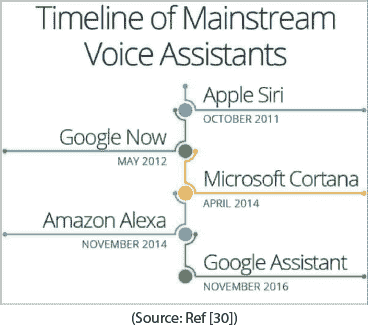 Timeline of Mainstream
Voice Assistants
Apple Siri
OCTOBER 2011
Google Now
MAY 2012
Microsoft Cortana
APRIL 2014
Amazon Alexa
NOVEMBER 2014
Google Assistant
NOVEMBER 2016
(Source: Ref [30])